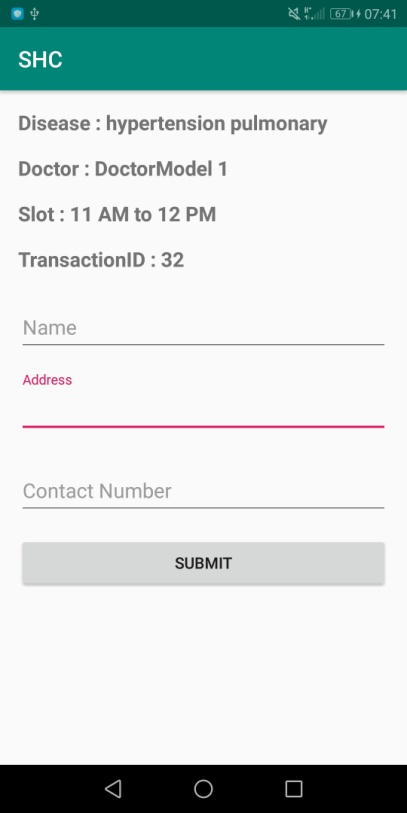 67 07:41
SHC
Disease : hypertension pulmonary
Doctor : DoctorModel 1
Slot : 11 AM to 12 PM
TransactionID : 32
Name
Address
Contact Number
SUBMIT